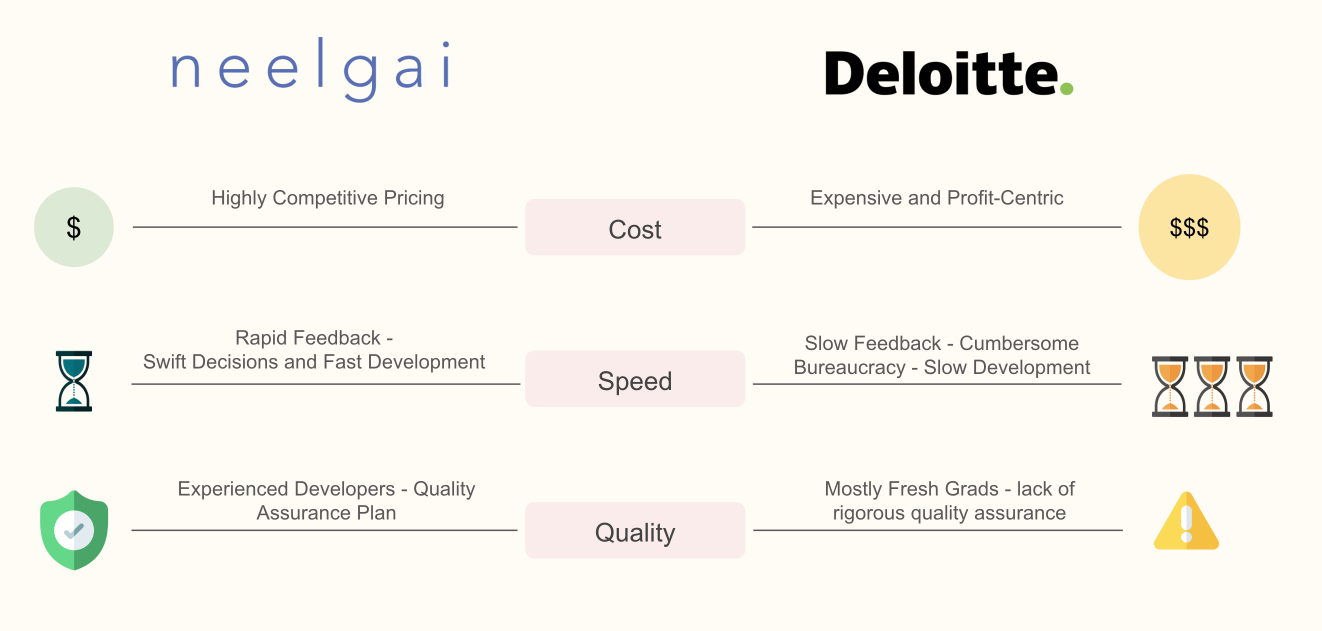 neelgai
Deloitte.
$
Highly Competitive Pricing
Cost
Expensive and Profit-Centric
$$$
Rapid Feedback -
Swift Decisions and Fast Development
Speed
Slow Feedback - Cumbersome
Bureaucracy - Slow Development
Experienced Developers - Quality
Assurance Plan
Quality
Mostly Fresh Grads - lack of
rigorous quality assurance